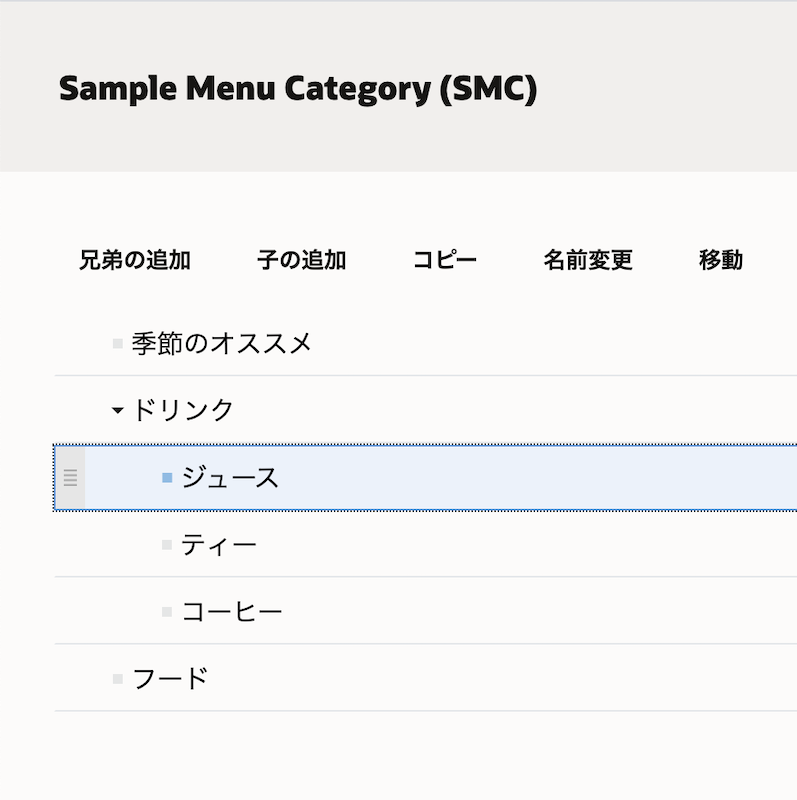 Sample Menu Category (SMC)
兄弟の追加 子の追加 コピー 名前変更 移動
季節のオススメ
ドリンク
ジュース
ティー
コーヒー
フード